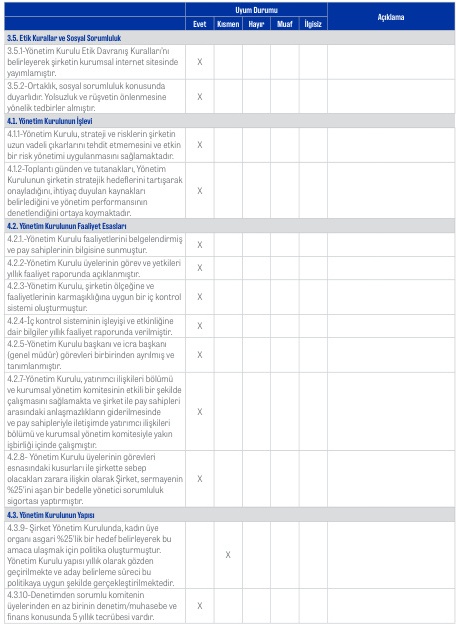 Uyum Durumu
Evet Kısmen Hayır Muaf İlgisiz Açıklama
3.5. Etik Kurallar ve Sosyal Sorumluluk
3.5.1-Yönetim Kurulu Etik Davranış Kuralları'nı
belirleyerek şirketin kurumsal internet sitesinde
yayımlamıştır.
X
3.5.2-Ortaklık, sosyal sorumluluk konusunda
duyarlıdır. Yolsuzluk ve rüşvetin önlenmesine
yönelik tedbirler almıştır.
X
4.1. Yönetim Kurulunun İşlevi
4.1.1-Yönetim Kurulu, strateji ve risklerin şirketin
uzun vadeli çıkarlarını tehdit etmemesini ve etkin
bir risk yönetimi uygulanmasını sağlamaktadır.
X
4.1.2-Toplantı günden ve tutanakları, Yönetim
Kurulunun şirketin stratejik hedeflerini tartışarak
onayladığını, ihtiyaç duyulan kaynakları
belirlediğini ve yönetim performansının
denetlendiğini ortaya koymaktadır.
X
4.2. Yönetim Kurulunun Faaliyet Esasları
4.2.1.-Yönetim Kurulu faaliyetlerini belgelendirmiş
ve pay sahiplerinin bilgisine sunmuştur.
X
4.2.2-Yönetim Kurulu üyelerinin görev ve yetkileri
yıllık faaliyet raporunda açıklanmıştır.
X
4.2.3-Yönetim Kurulu, şirketin ölçeğine ve
faaliyetlerinin karmaşıklığına uygun bir iç kontrol
sistemi oluşturmuştur.
X
4.2.4-İç kontrol sisteminin işleyişi ve etkinliğine
dair bilgiler yıllık faaliyet raporunda verilmiştir.
X
4.2.5-Yönetim Kurulu başkanı ve icra başkanı
(genel müdür) görevleri birbirinden ayrılmış ve
tanımlanmıştır.
X
4.2.7-Yönetim Kurulu, yatırımcı ilişkileri bölümü
ve kurumsal yönetim komitesinin etkili bir şekilde
çalışmasını sağlamakta ve şirket ile pay sahipleri
arasındaki anlaşmazlıkların giderilmesinde
ve pay sahipleriyle iletişimde yatırımcı ilişkileri
bölümü ve kurumsal yönetim komitesiyle yakın
işbirliği içinde çalışmıştır.
X
4.2.8- Yönetim Kurulu üyelerinin görevleri
esnasındaki kusurları ile şirkette sebep
olacakları zarara ilişkin olarak Şirket, sermayenin
%25'ini aşan bir bedelle yönetici sorumluluk
sigortası yaptırmıştır.
X
4.3. Yönetim Kurulunun Yapısı
4.3.9- Şirket Yönetim Kurulunda, kadın üye
organı asgari %25'lik bir hedef belirleyerek bu
amaca ulaşmak için politika oluşturmuştur.
Yönetim Kurulu yapısı yıllık olarak gözden
geçirilmekte ve aday belirleme süreci bu
politikaya uygun şekilde gerçekleştirilmektedir.
X
4.3.10-Denetimden sorumlu komitenin
üyelerinden en az birinin denetim/muhasebe ve
finans konusunda 5 yıllık tecrübesi vardır.
X